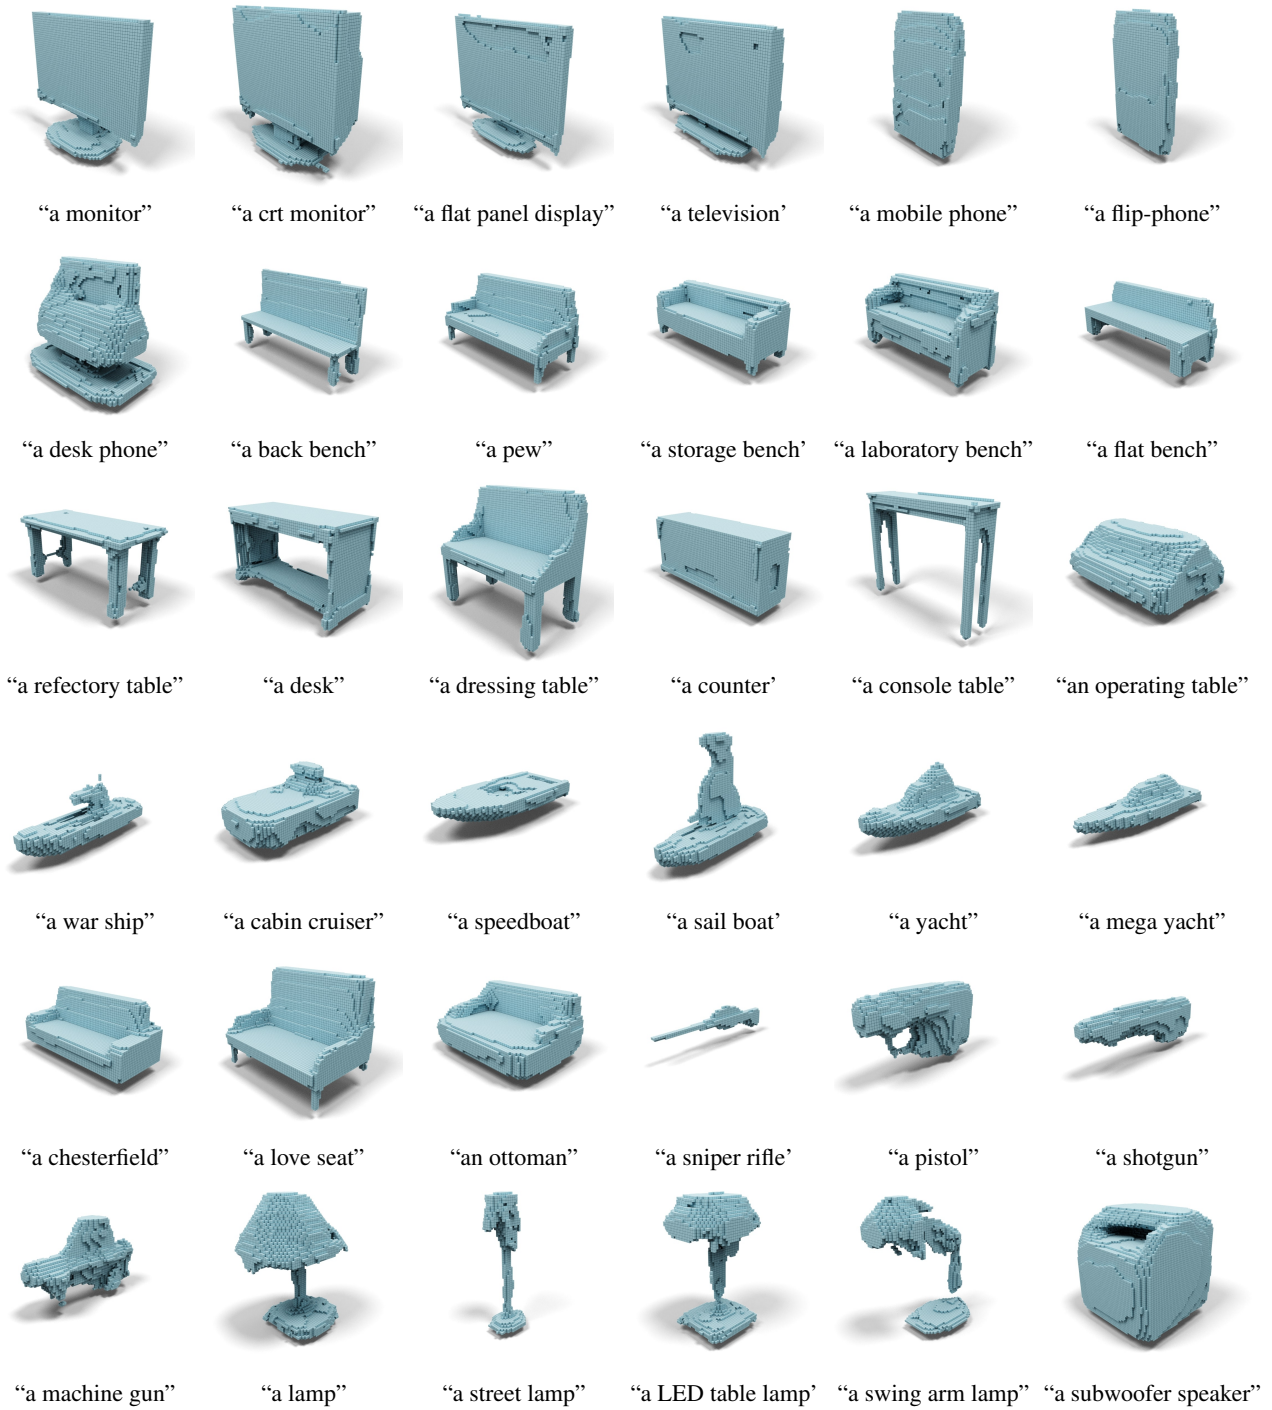 “a monitor” “a crt monitor” “a flat panel display” “a television’ “a mobile phone” “a flip-phone”
“a desk phone” “a back bench” “a pew” “a storage bench’ “a laboratory bench” “a flat bench”
“a refectory table” “a desk” “a dressing table” “a counter’ “a console table” “an operating table”
“a war ship” “a cabin cruiser” “a speedboat” “a sail boat’ “a yacht” “a mega yacht”
“a chesterfield” “a love seat” “an ottoman” “a sniper rifle’ “a pistol” “a shotgun”
“a machine gun” “a lamp” “a street lamp” “a LED table lamp’ “a swing arm lamp” “a subwoofer speaker”